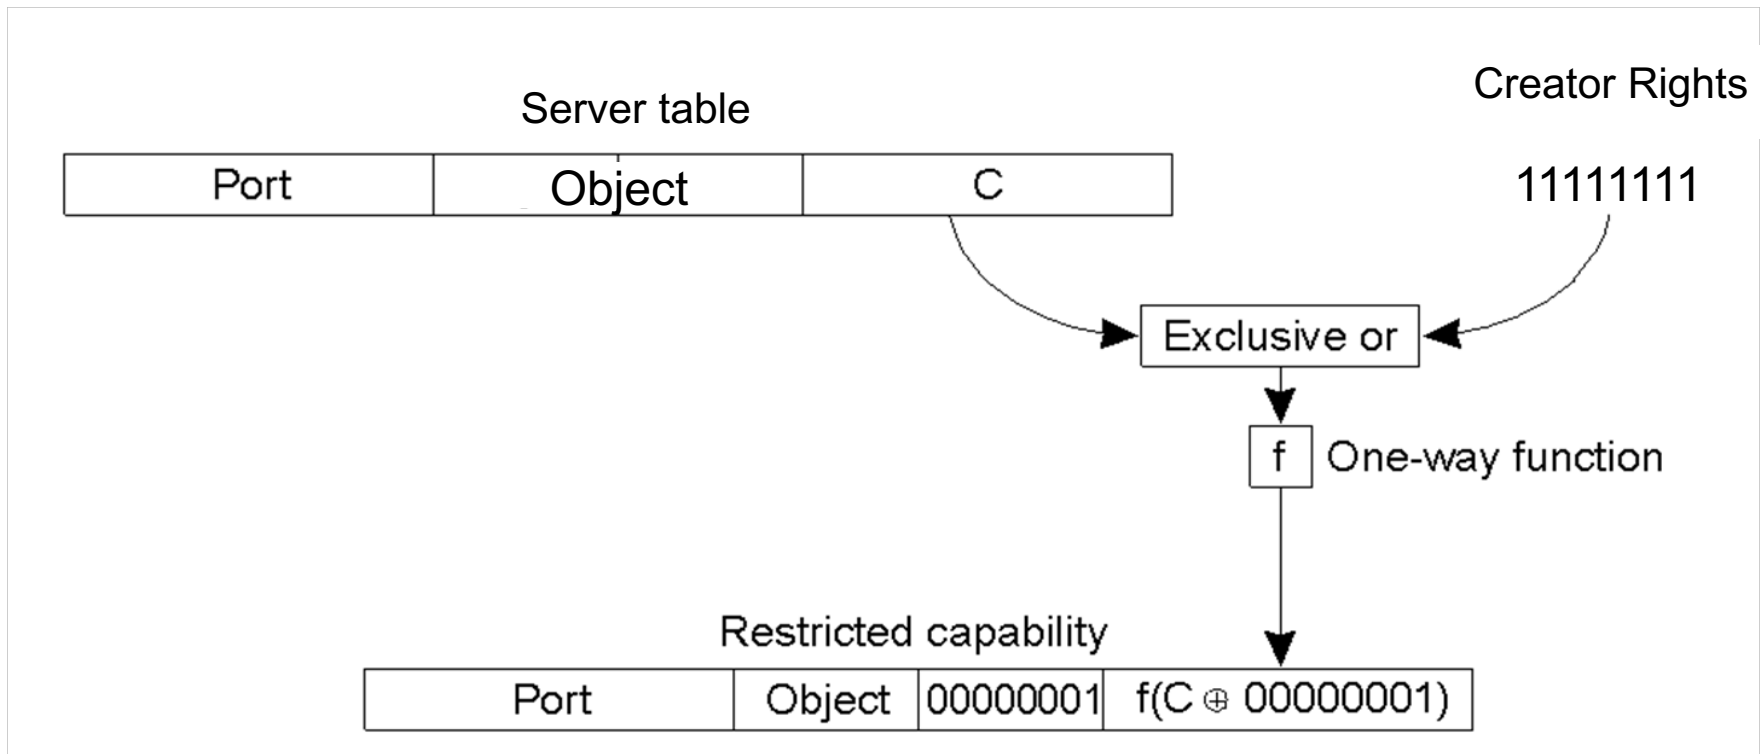 Creator Rights
Server table
Port Object C 11111111
Exclusive or
f One-way function
Restricted capability
Port Object 00000001 f(C ⊕ 00000001)